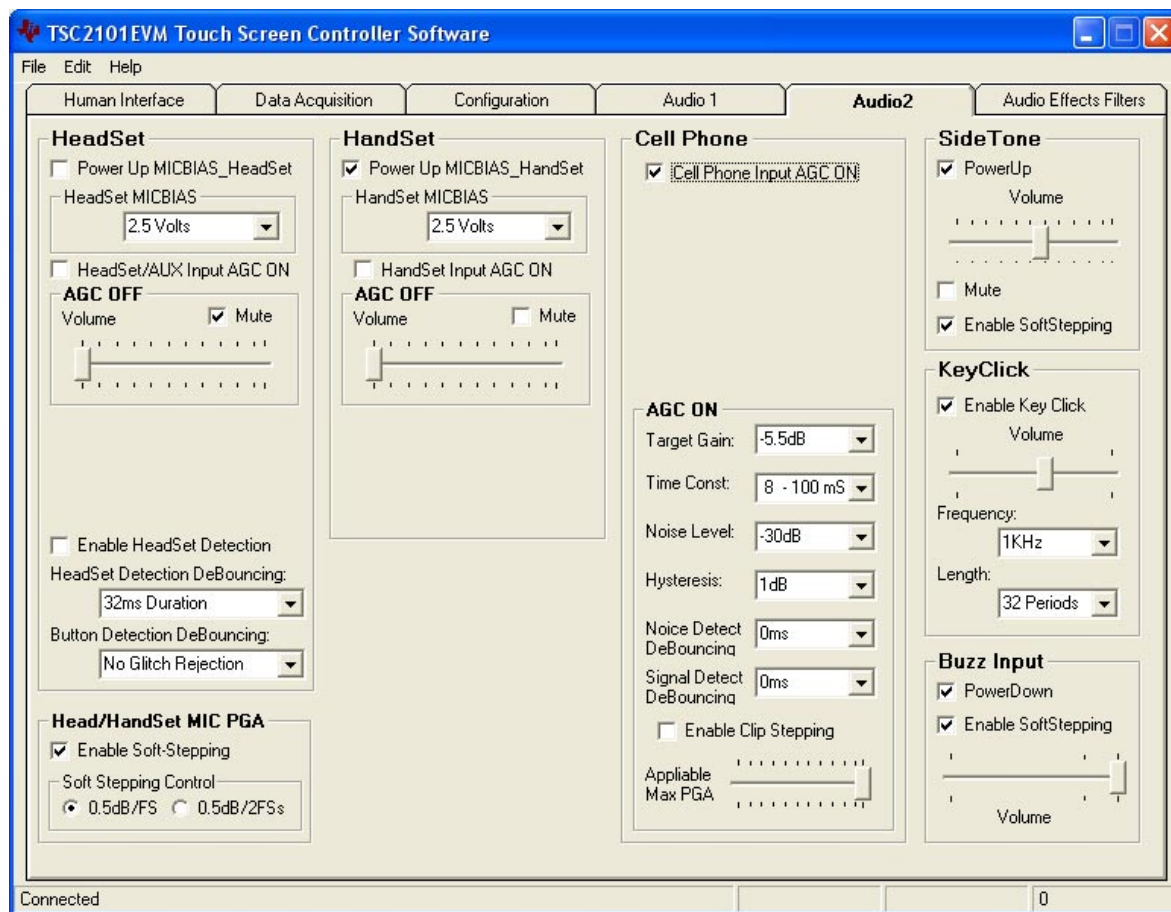 TSC2101EVM Touch Screen Controller Software
File Edit Help
Human Interface Data Acquisition Configuration Audio 1 Audio2 Audio Effects Filters
HeadSet
Power Up MICBIAS_HeadSet
HeadSet MICBIAS
2.5 Volts
HeadSet/AUX Input AGC ON
AGC OFF
Volume Mute
Enable HeadSet Detection
HeadSet Detection DeBouncing:
32ms Duration
Button Detection DeBouncing:
No Glitch Rejection
Head/HandSet MIC PGA
Enable Soft-Stepping
Soft Stepping Control
0.5dB/FS 0.5dB/2FSs
HandSet
Power Up MICBIAS_HandSet
HandSet MICBIAS
2.5 Volts
HandSet Input AGC ON
AGC OFF
Volume Mute
Cell Phone
Cell Phone Input AGC ON
AGC ON
Target Gain: -5.5dB
Time Const: 8 - 100 mS
Noise Level: -30dB
Hysteresis: 1dB
Noice Detect DeBouncing 0ms
Signal Detect DeBouncing 0ms
Enable Clip Stepping
Appliable Max PGA
SideTone
PowerUp
Volume
Mute
Enable SoftStepping
KeyClick
Enable Key Click
Volume
Frequency:
1KHz
Length:
32 Periods
Buzz Input
PowerDown
Enable SoftStepping
Volume
Connected 0